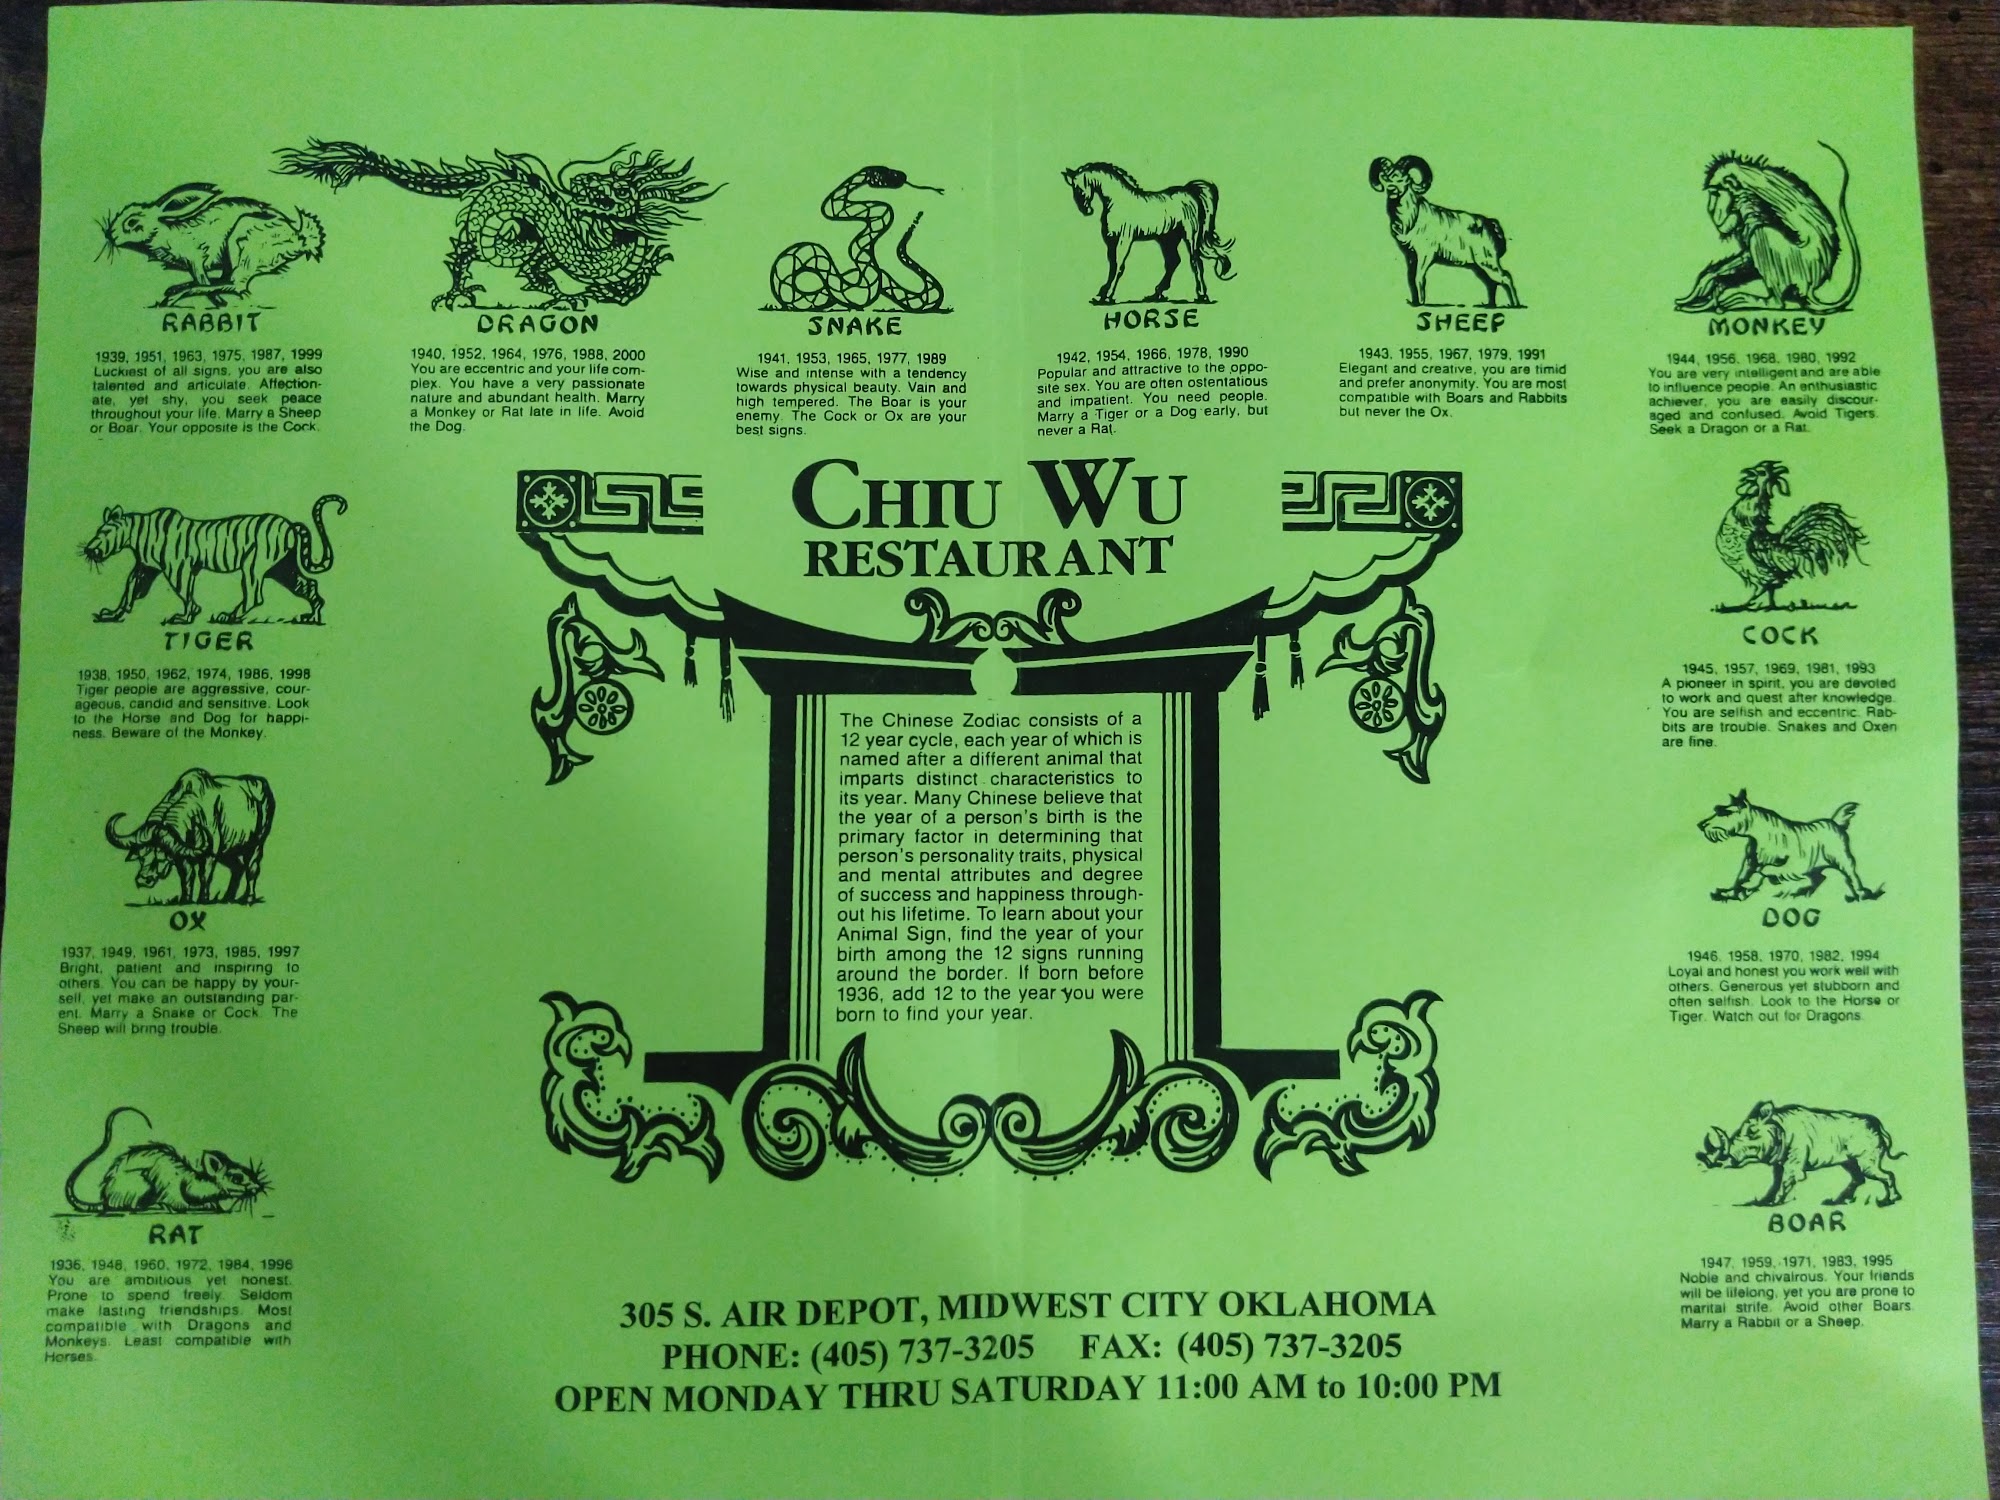 RABBIT
1939, 1951, 1963, 1975, 1987, 1999
Luckiest of all signs, you are also
talented and articulate. Affection-
ate, yet shy, you seek peace
throughout your life. Marry a Sheep
or Boar. Your opposite is the Cock.
DRAGON
1940, 1952, 1964, 1976, 1988, 2000
You are eccentric and your life com-
plex. You have a very passionate
nature and abundant health. Marry
a Monkey or Rat late in life. Avoid
the Dog.
SNAKE
1941, 1953, 1965, 1977, 1989
Wise and intense with a tendency
towards physical beauty. Vain and
high tempered. The Boar is your
enemy. The Cock or Ox are your
best signs.
HORSE
1942, 1954, 1966, 1978, 1990
Popular and attractive to the oppo-
site sex. You are often ostentatious
and impatient. You need people.
Marry a Tiger or a Dog early, but
never a Rat.
SHEEP
1943, 1955, 1967, 1979, 1991
Elegant and creative, you are timid
and prefer anonymity. You are most
compatible with Boars and Rabbits
but never the Ox.
MONKEY
1944, 1956, 1968, 1980, 1992
You are very intelligent and are able
to influence people. An enthusiastic
achiever, you are easily discour-
aged and confused. Avoid Tigers.
Seek a Dragon or a Rat.
CHIU WU
RESTAURANT
TIGER
1938, 1950, 1962, 1974, 1986, 1998
Tiger people are aggressive, cour-
ageous, candid and sensitive. Look
to the Horse and Dog for happi-
ness. Beware of the Monkey.
COCK
1945, 1957, 1969, 1981, 1993
A pioneer in spirit, you are devoted
to work and quest after knowledge.
You are selfish and eccentric. Rab-
bits are trouble. Snakes and Oxen
are fine.
The Chinese Zodiac consists of a
12 year cycle, each year of which is
named after a different animal that
imparts distinct characteristics to
its year. Many Chinese believe that
the year of a person's birth is the
primary factor in determining that
person's personality traits, physical
and mental attributes and degree
of success and happiness through-
out his lifetime. To learn about your
Animal Sign, find the year of your
birth among the 12 signs running
around the border. If born before
1936, add 12 to the year you were
born to find your year.
OX
1937, 1949, 1961, 1973, 1985, 1997
Bright, patient and inspiring to
others. You can be happy by your-
self, yet make an outstanding par-
ent. Marry a Snake or Cock. The
Sheep will bring trouble.
DOG
1946, 1958, 1970, 1982, 1994
Loyal and honest you work well with
others. Generous yet stubborn and
often selfish. Look to the Horse or
Tiger. Watch out for Dragons.
RAT
1936, 1948, 1960, 1972, 1984, 1996
You are ambitious yet honest.
Prone to spend freely. Seldom
make lasting friendships. Most
compatible with Dragons and
Monkeys. Least compatible with
Horses.
BOAR
1947, 1959, 1971, 1983, 1995
Noble and chivalrous. Your friends
will be lifelong, yet you are prone to
marital strife. Avoid other Boars.
Marry a Rabbit or a Sheep.
305 S. AIR DEPOT, MIDWEST CITY OKLAHOMA
PHONE: (405) 737-3205 FAX: (405) 737-3205
OPEN MONDAY THRU SATURDAY 11:00 AM to 10:00 PM